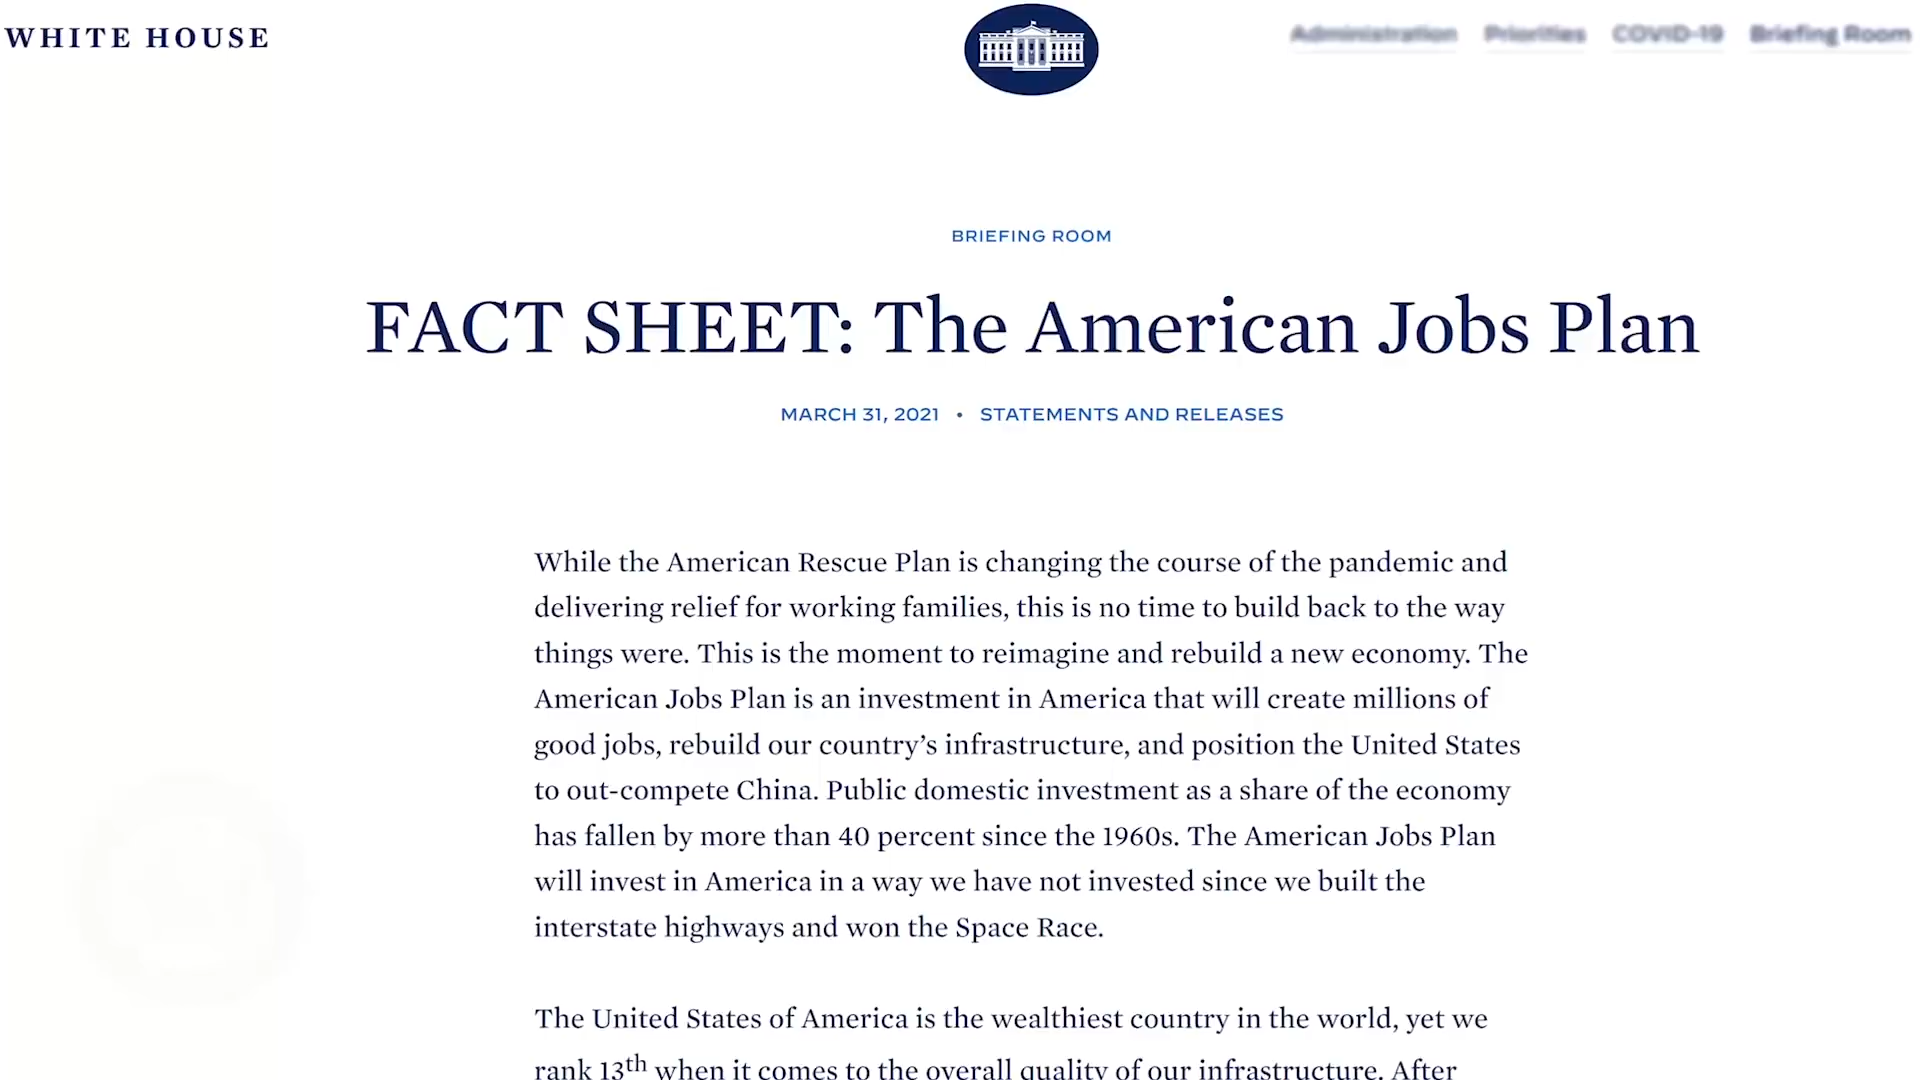 WHITE HOUSE
Administration Priorities COVID-19 Briefing Room
BRIEFING ROOM
FACT SHEET: The American Jobs Plan
MARCH 31, 2021 • STATEMENTS AND RELEASES
While the American Rescue Plan is changing the course of the pandemic and
delivering relief for working families, this is no time to build back to the way
things were. This is the moment to reimagine and rebuild a new economy. The
American Jobs Plan is an investment in America that will create millions of
good jobs, rebuild our country’s infrastructure, and position the United States
to out-compete China. Public domestic investment as a share of the economy
has fallen by more than 40 percent since the 1960s. The American Jobs Plan
will invest in America in a way we have not invested since we built the
interstate highways and won the Space Race.
The United States of America is the wealthiest country in the world, yet we
rank 13th when it comes to the overall quality of our infrastructure. After